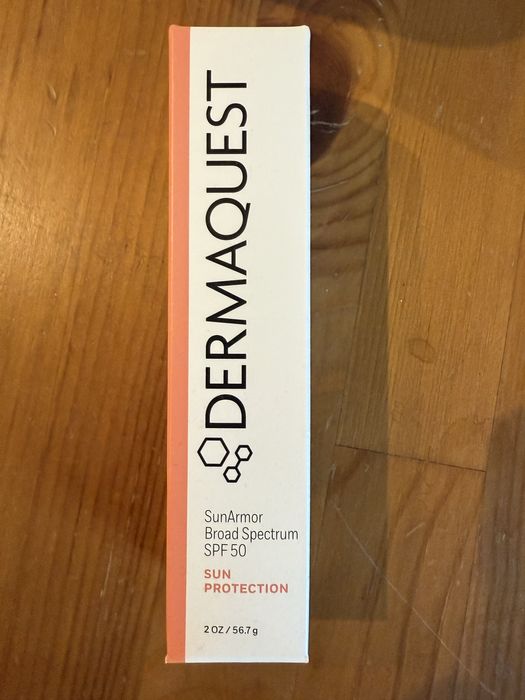 DERMAQUEST
SunArmor
Broad Spectrum
SPF 50
SUN
PROTECTION
2 OZ / 56.7 g